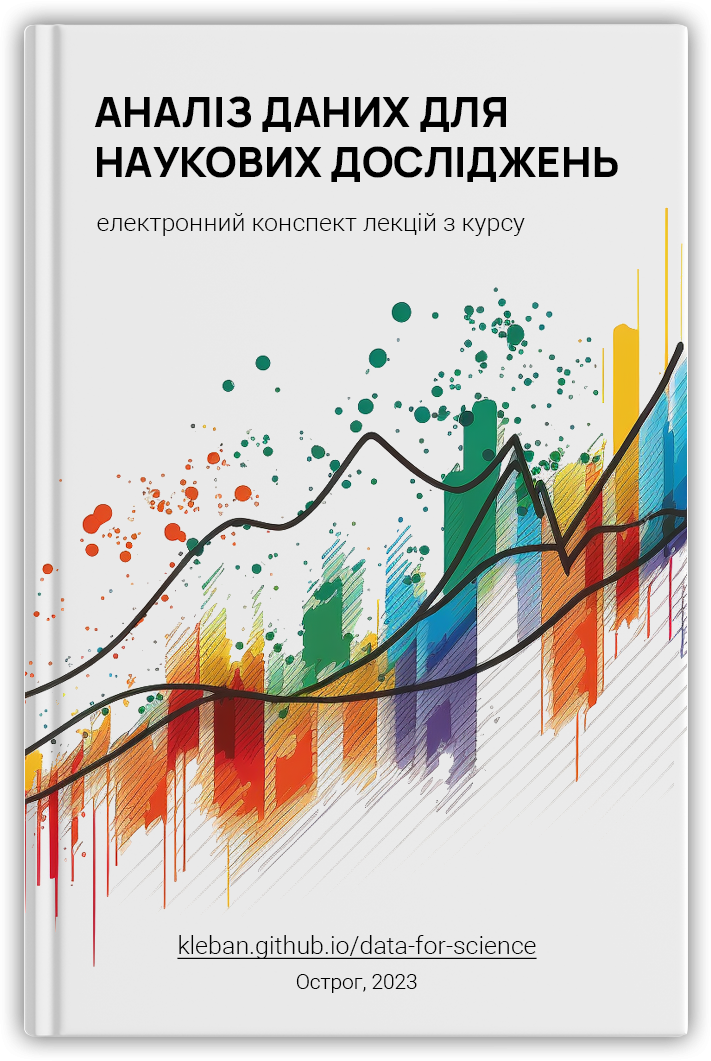 АНАЛІЗ ДАНИХ ДЛЯ
НАУКОВИХ ДОСЛІДЖЕНЬ
електронний конспект лекцій з курсу
kleban.github.io/data-for-science
Острог, 2023